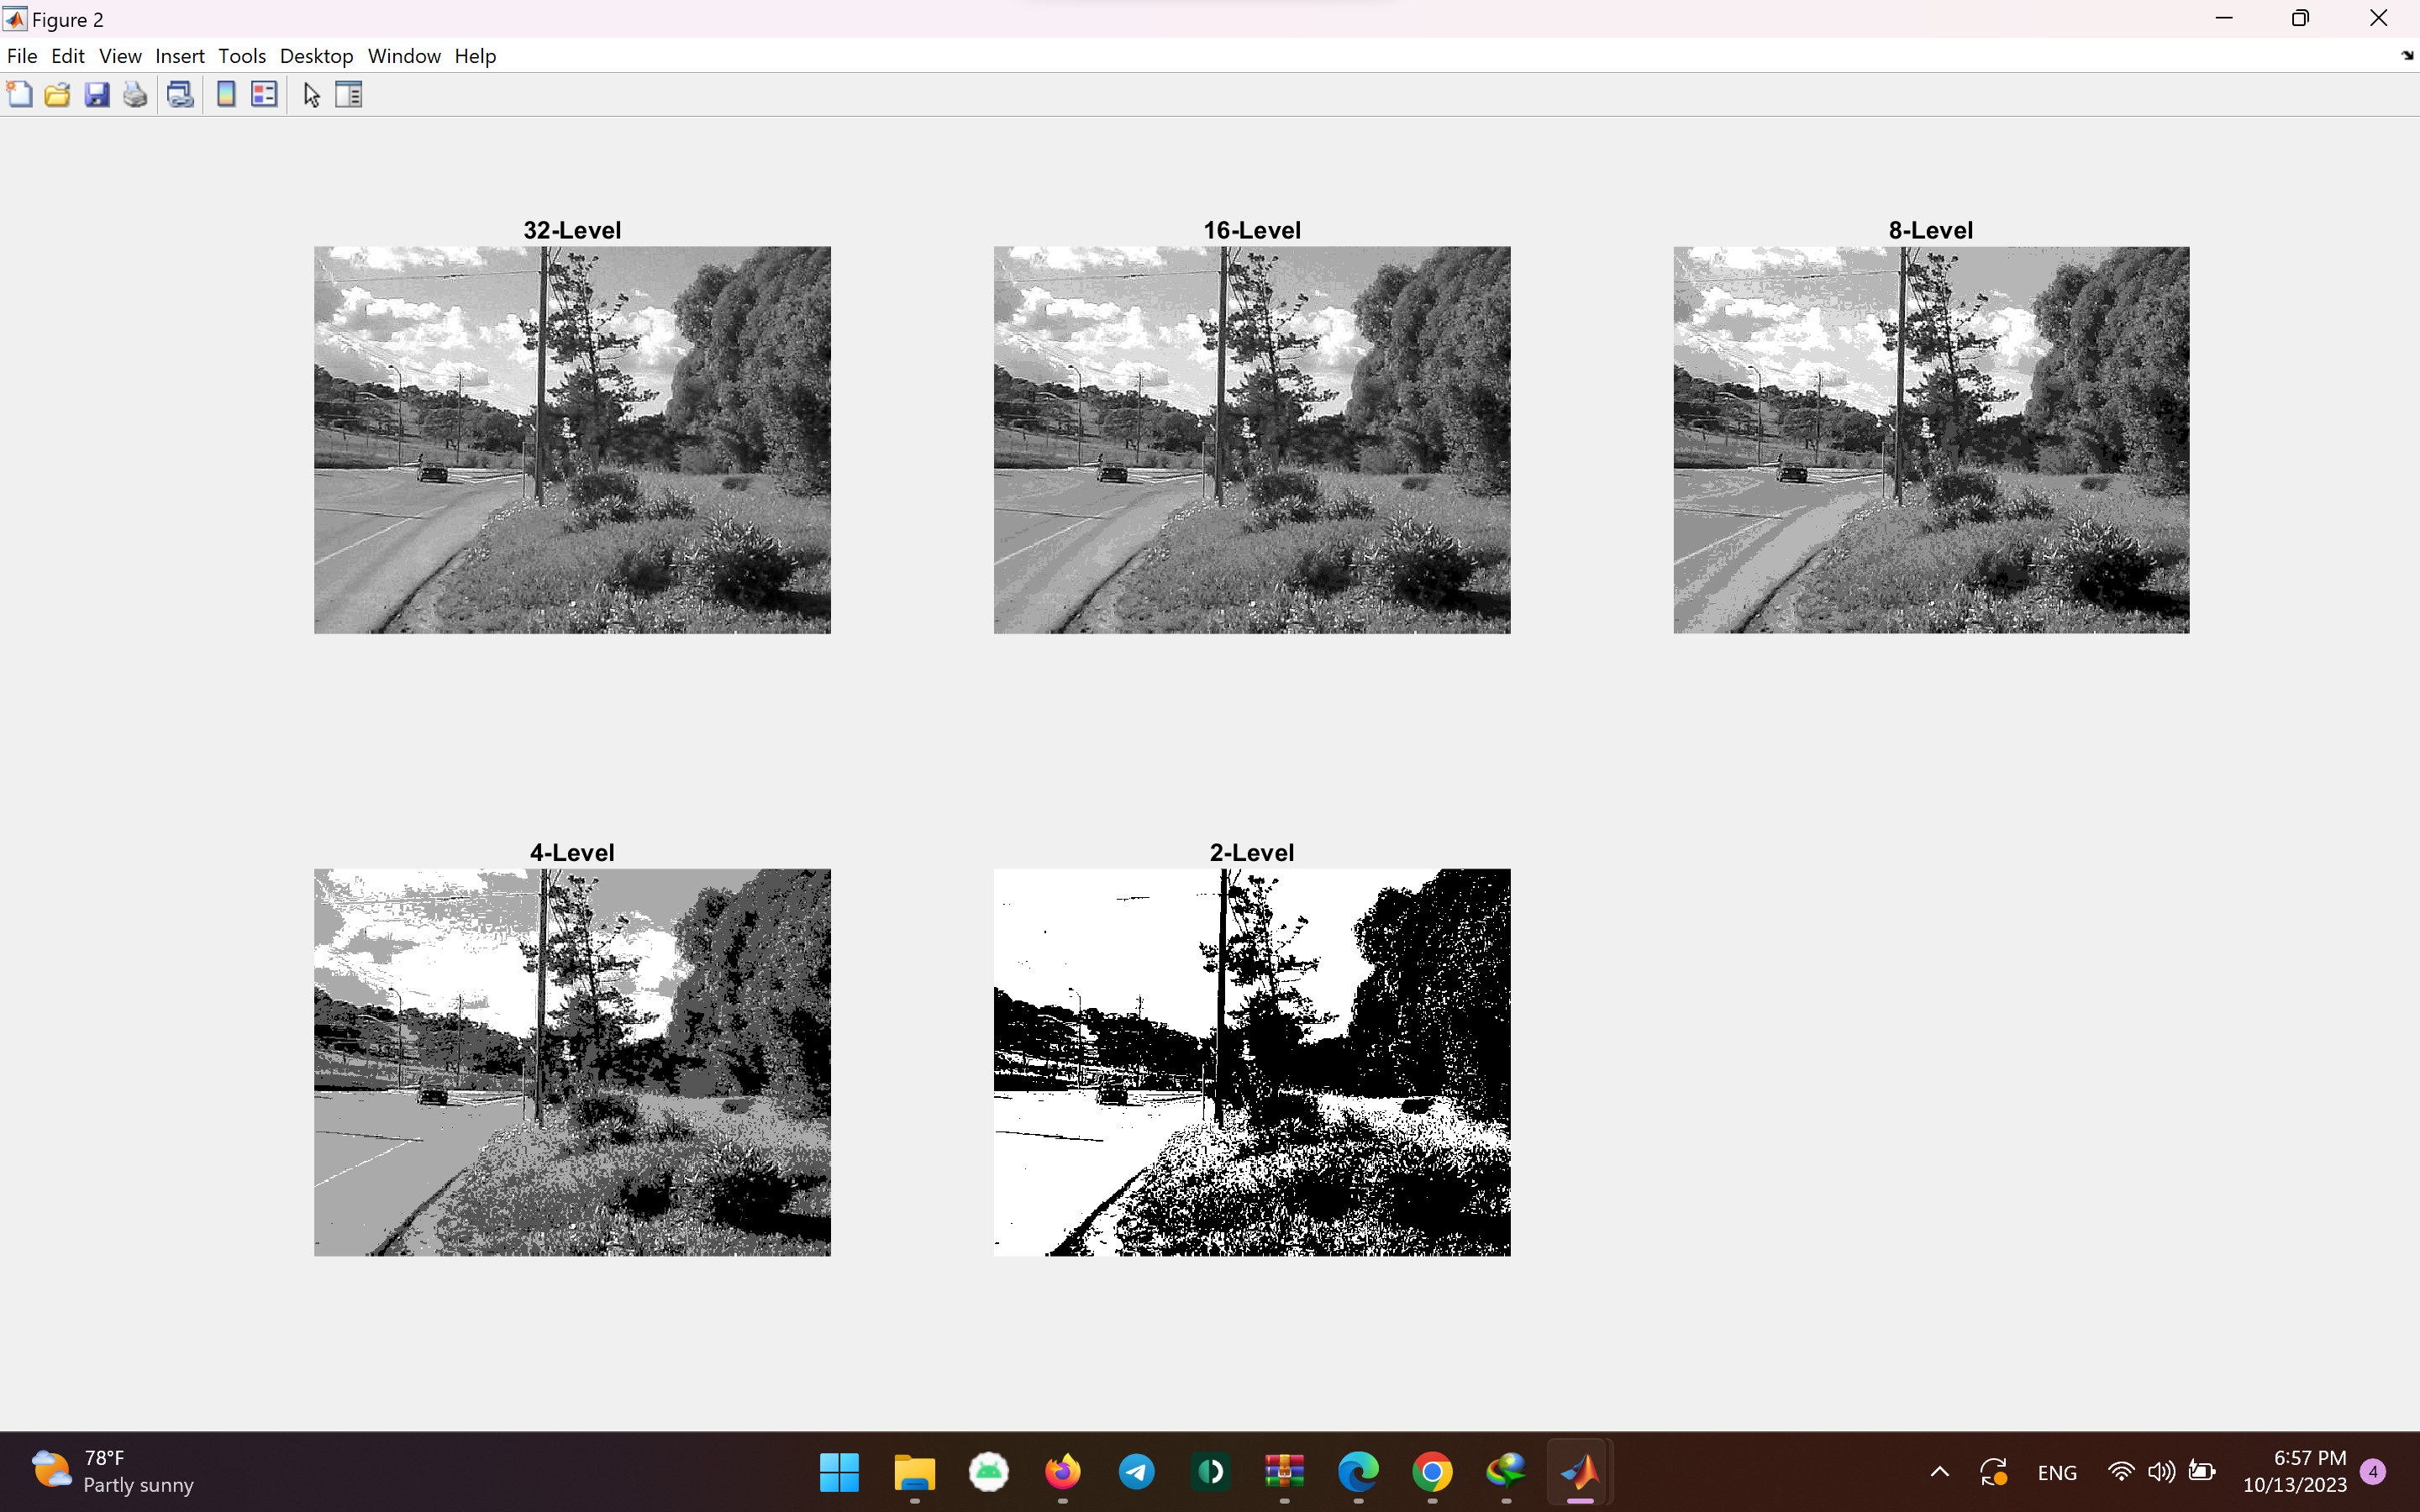 Figure 2
File Edit View Insert Tools Desktop Window Help
32-Level
16-Level
8-Level
4-Level
2-Level
78°F
Partly sunny
ENG
6:57 PM
10/13/2023
4